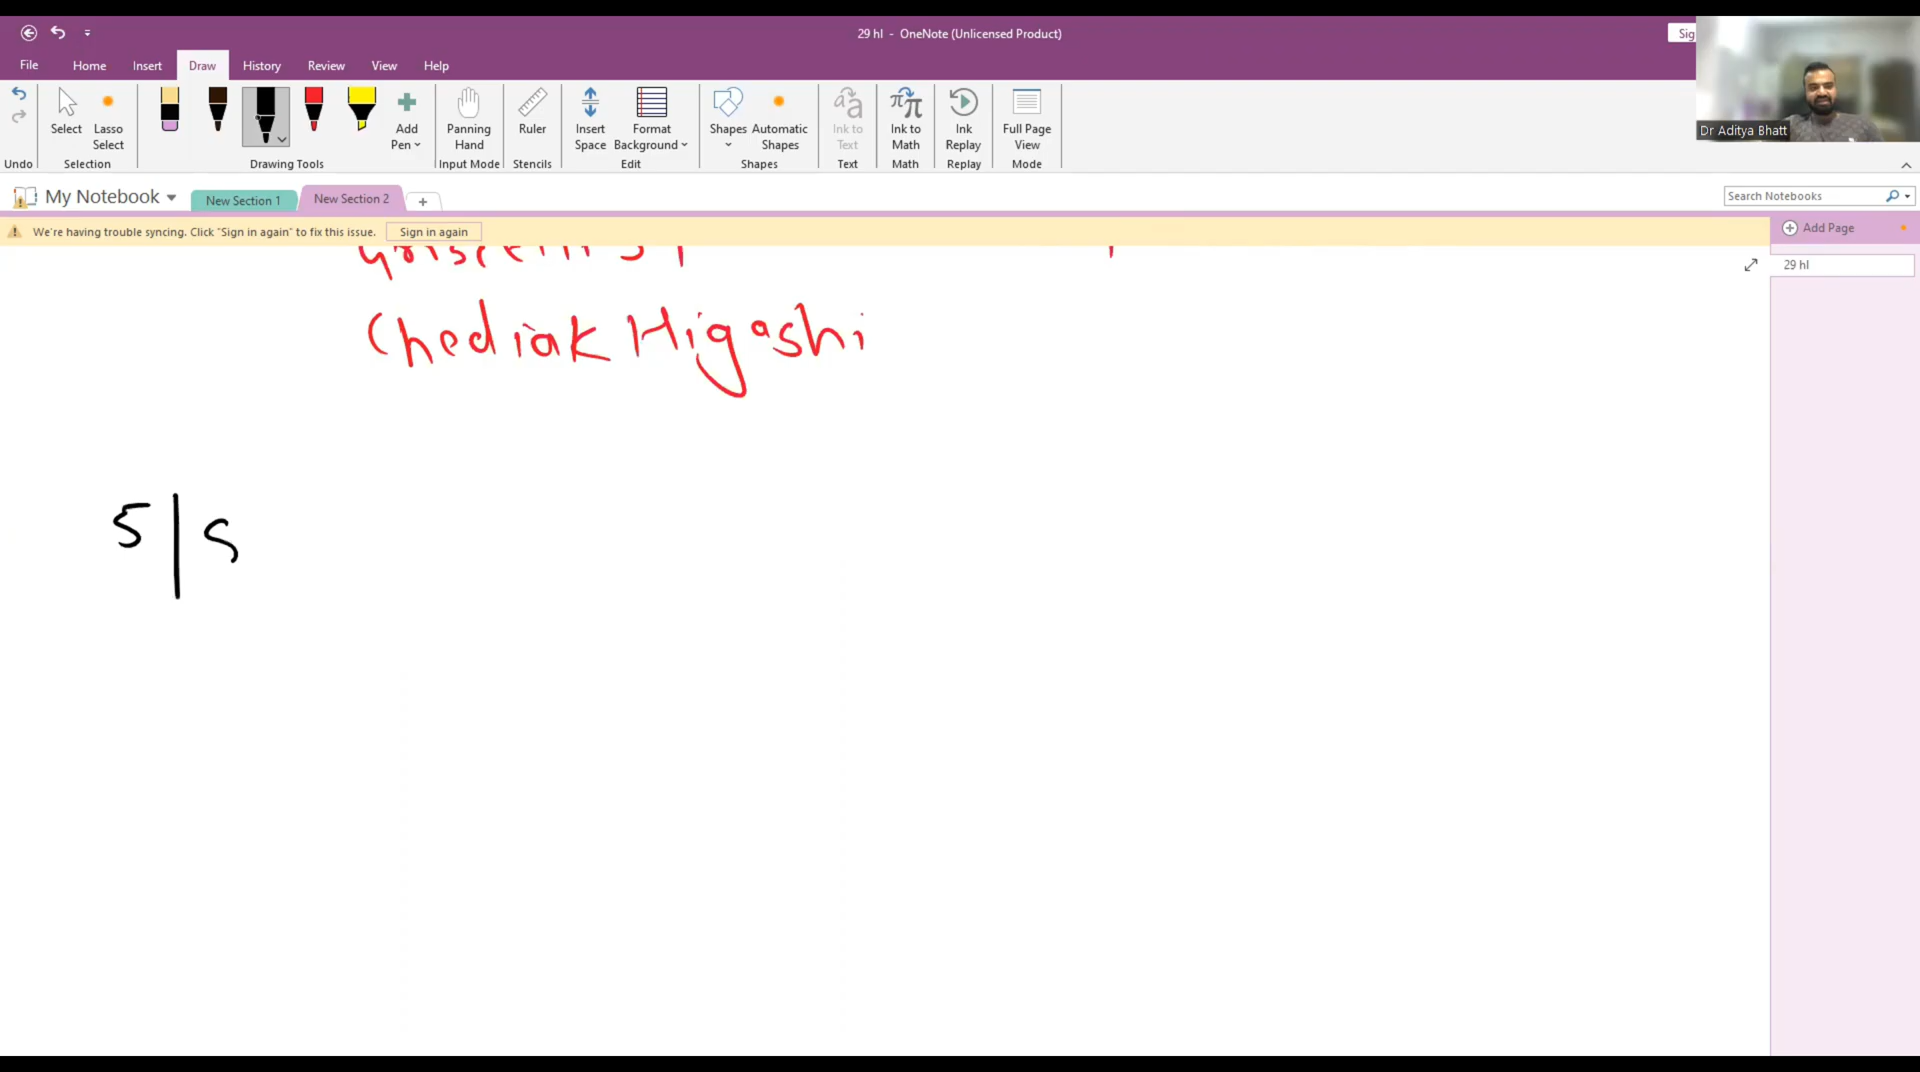 29 hl - OneNote (Unlicensed Product)
Sig
File Home Insert Draw History Review View Help
Select
Lasso Select
Add Pen
Panning Hand
Ruler
Insert Space
Format Background
Shapes
Automatic Shapes
Ink to Text
Ink to Math
Ink Replay
Full Page View
Dr Aditya Bhatt
Undo Selection Drawing Tools Input Mode Stencils Edit Shapes Text Math Replay Mode
My Notebook New Section 1 New Section 2
Search Notebooks
We're having trouble syncing. Click "Sign in again" to fix this issue. Sign in again
Add Page
29 hl
Chediak Higashi
5 | S